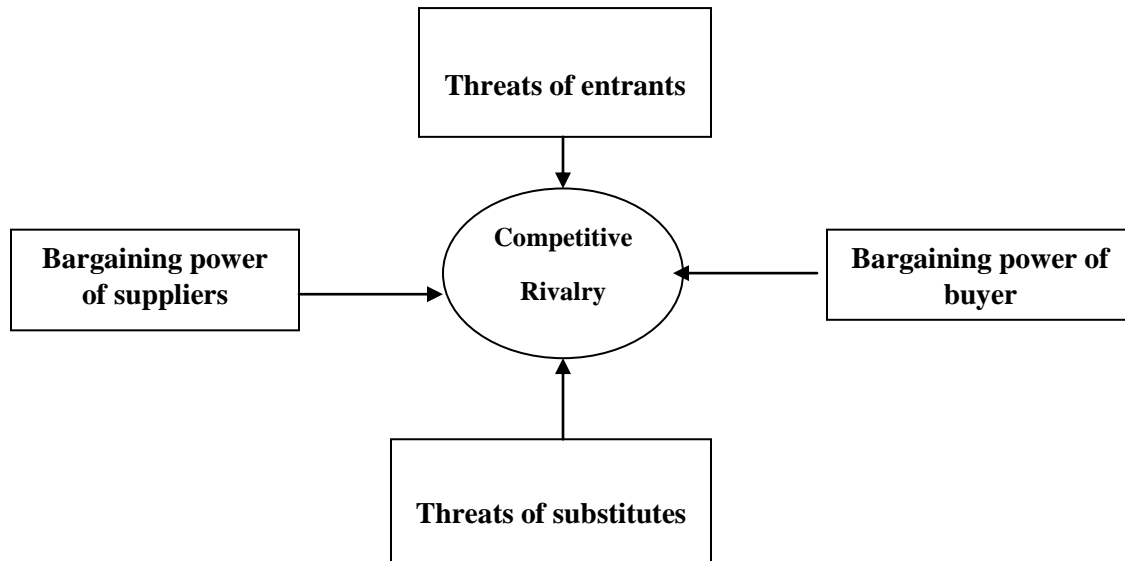 Threats of entrants
Competitive
Rivalry
Bargaining power
of suppliers
Bargaining power of
buyer
Threats of substitutes